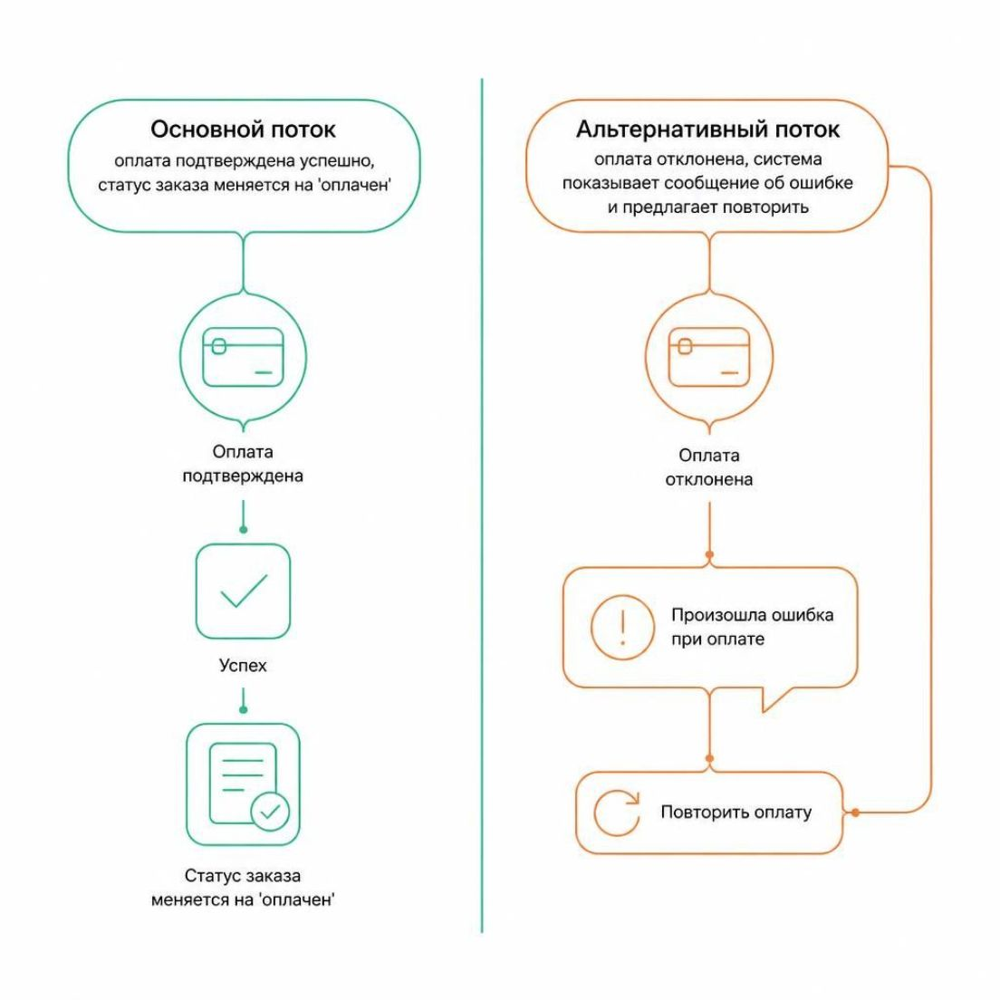 Основной поток
оплата подтверждена успешно,
статус заказа меняется на 'оплачен'
Оплата
подтверждена
Успех
Статус заказа
меняется на 'оплачен'
Альтернативный поток
оплата отклонена, система
показывает сообщение об ошибке
и предлагает повторить
Оплата
отклонена
Произошла ошибка
при оплате
Повторить оплату